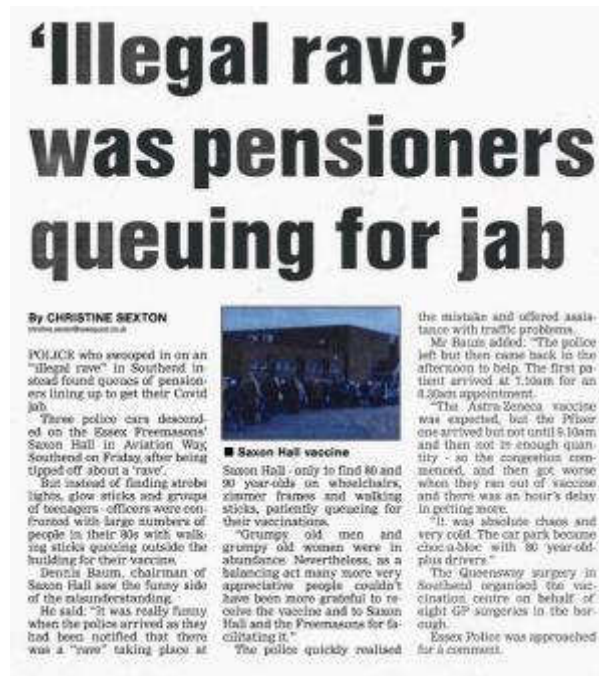 'Illegal rave'
was pensioners
queuing for jab
By CHRISTINE SEXTON
POLICE who swooped in on an
"illegal rave" in Southend in-
stead found queues of pension-
ers lining up to get their Covid
jab.
Three police cars descend-
ed on the Essex Freemasons'
Saxon Hall in Aviation Way,
Southend on Friday, after being
tipped off about a 'rave'.
But instead of finding strobe
lights, glow sticks and groups
of teenagers - officers were con-
fronted with large numbers of
people in their 80s with walk-
ing sticks queuing outside the
building for their vaccine.
Dennis Baum, chairman of
Saxon Hall saw the funny side
of the misunderstanding.
He said: "It was really funny
when the police arrived as they
had been notified that there
was a "rave" taking place at
■ Saxon Hall vaccine
Saxon Hall - only to find 80 and
90 year-olds on wheelchairs,
zimmer frames and walking
sticks, patiently queueing for
their vaccinations.
"Grumpy old men and
grumpy old women were in
abundance. Nevertheless, as a
balancing act many more very
appreciative people couldn't
have been more grateful to re-
ceive the vaccine and to Saxon
Hall and the Freemasons for fa-
cilitating it."
The police quickly realised
the mistake and offered assis-
tance with traffic problems.
Mr Baum added: "The police
left but then came back in the
afternoon to help. The first pa-
tient arrived at 7.10am for an
8.30am appointment.
"The Astra-Zeneca vaccine
was expected, but the Pfizer
one arrived but not until 9.10am
and then not in enough quan-
tity - so the congestion com-
menced, and then got worse
when they ran out of vaccine
and there was an hour's delay
in getting more.
"It was absolute chaos and
very cold. The car park became
choc-a-bloc with 80 year-old-
plus drivers."
The Queensway surgery in
Southend organised the vac-
cination centre on behalf of
eight GP surgeries in the bor-
ough.
Essex Police was approached
for a comment.